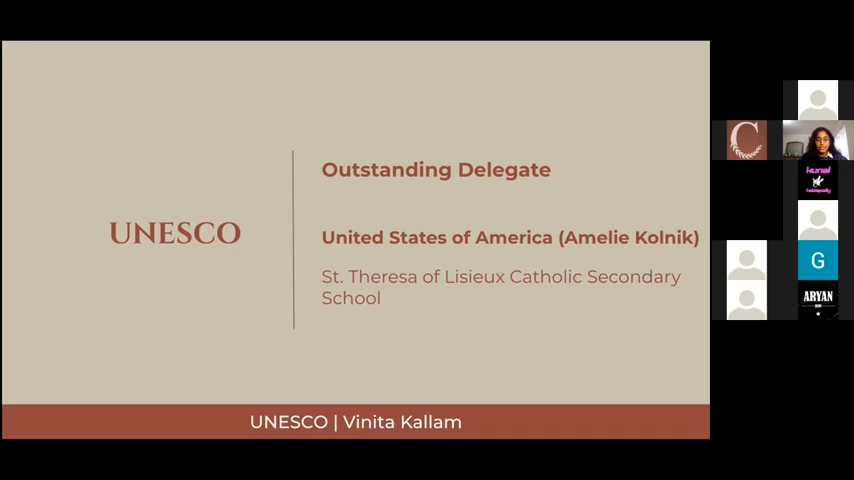 Outstanding Delegate
UNESCO
United States of America (Amelie Kolnik)
St. Theresa of Lisieux Catholic Secondary
School
UNESCO | Vinita Kallam
C
kunal
G
ARYAN